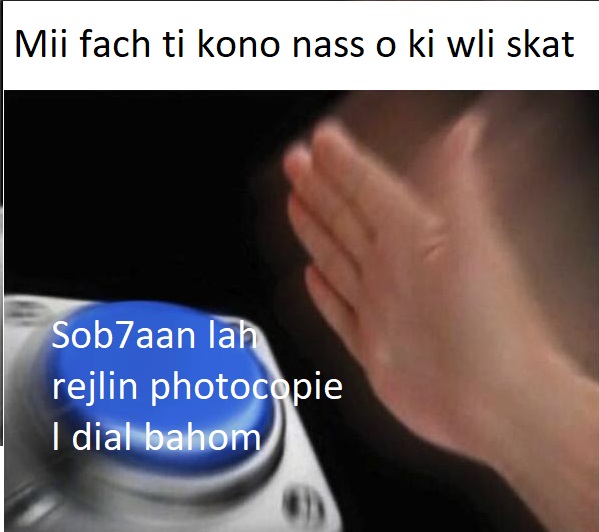 Mii fach ti kono nass o ki wli skat
Sob7aan lah
rejlin photocopie
l dial bahom